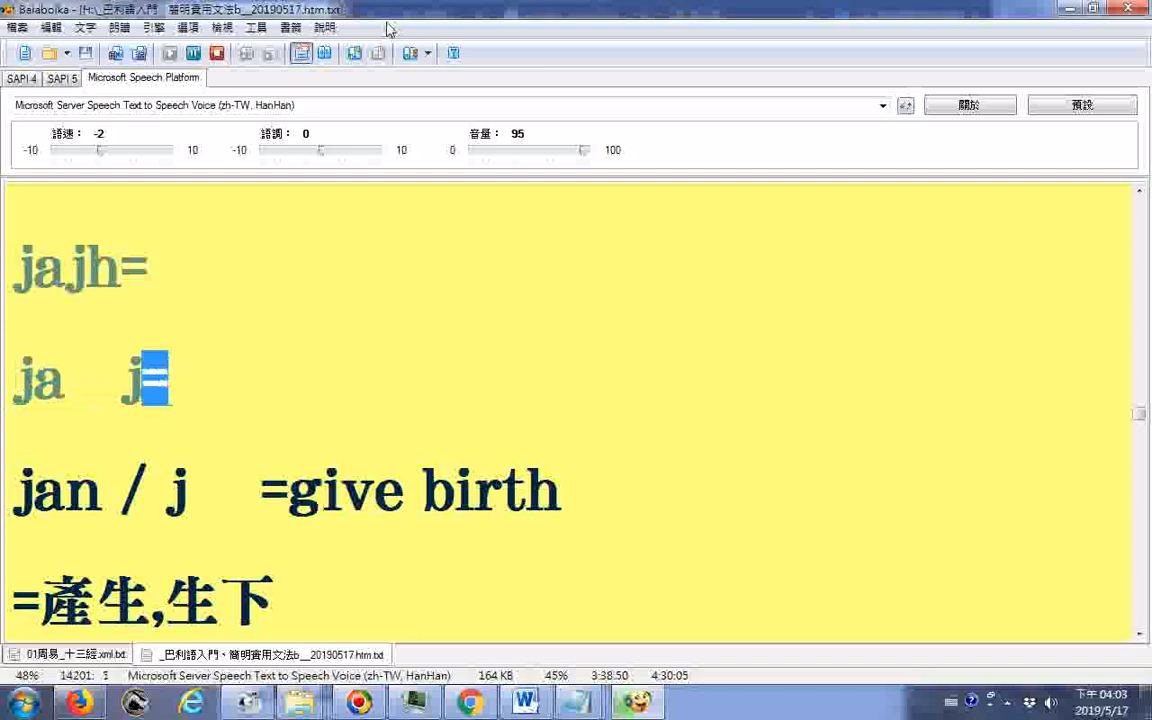 Balabolka - [H:\_巴利語入門、簡明實用文法b__20190517.htm.txt]
檔案 編輯 文字 朗讀 引擎 選項 檢視 工具 書籤 說明
SAPI 4 SAPI 5 Microsoft Speech Platform
Microsoft Server Speech Text to Speech Voice (zh-TW, HanHan) 關於 預設
語速： -2 語調： 0 音量： 95
-10 10 -10 10 0 100
jajh=
ja j=
jan / j =give birth
=產生,生下
01周易_十三經.xml.txt _巴利語入門、簡明實用文法b__20190517.htm.txt
48% 14201: Microsoft Server Speech Text to Speech Voice (zh-TW, HanHan) 164 KB 45% 3:38:50 4:30:05
下午 04:03
2019/5/17